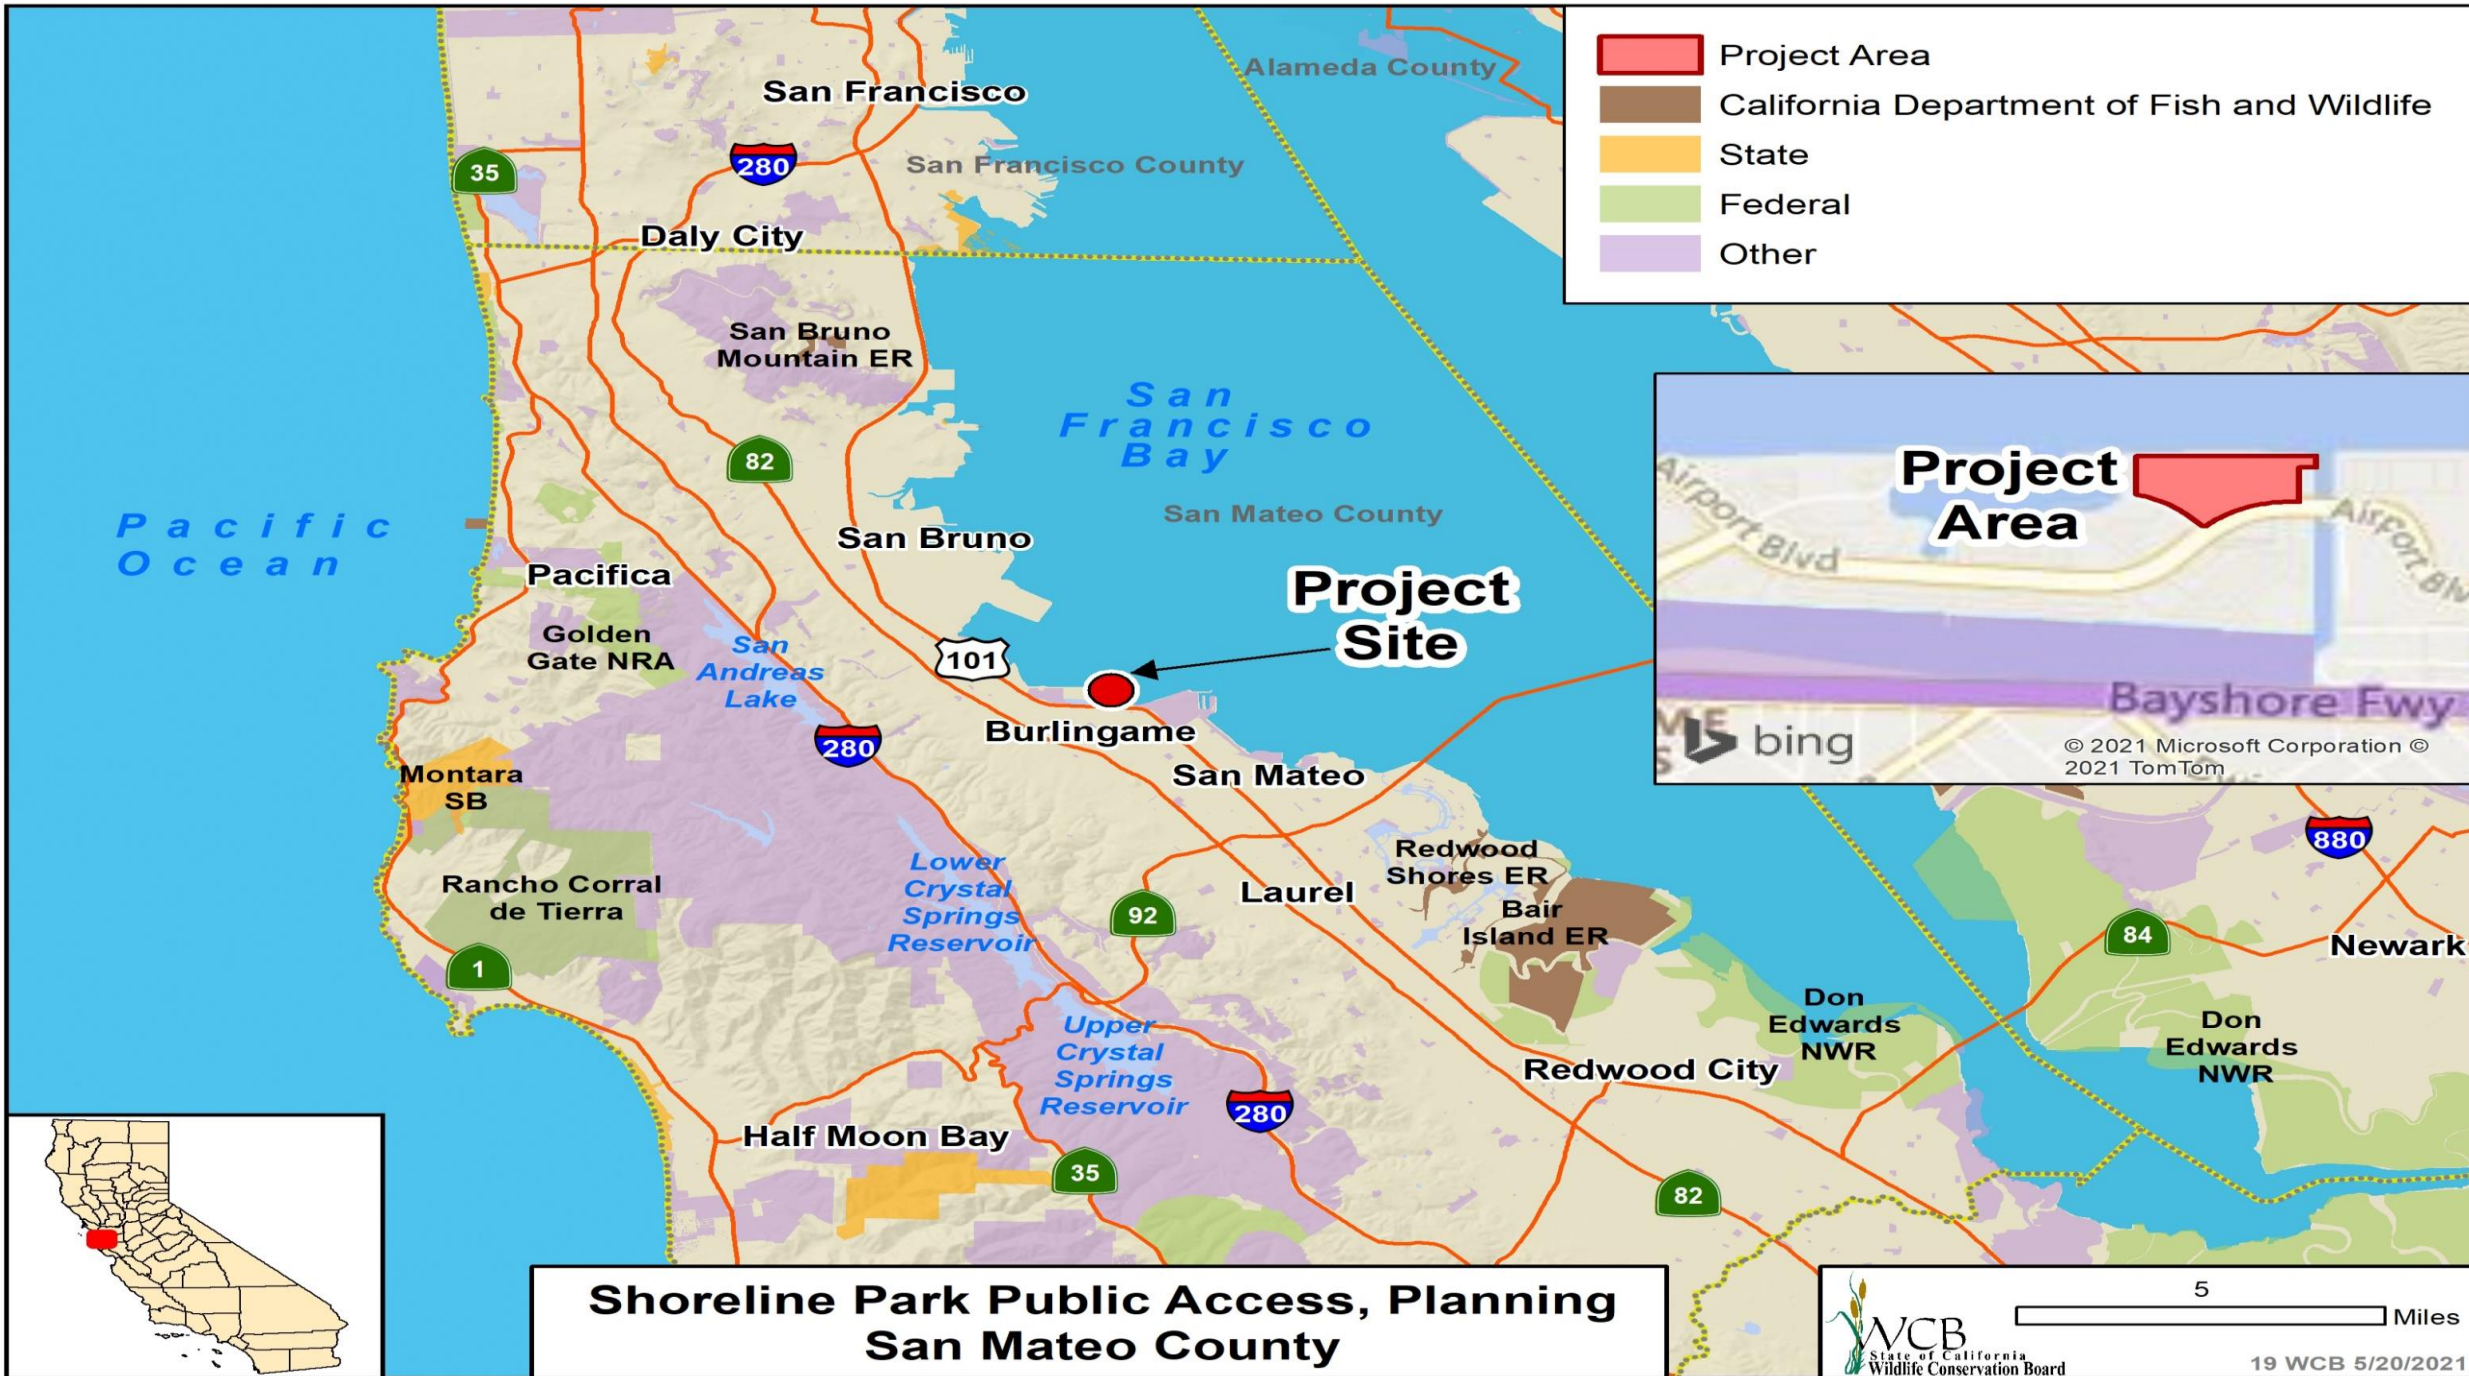 Project Area
California Department of Fish and Wildlife
State
Federal
Other
Alameda County
San Francisco
San Francisco County
35
280
Daly City
San Bruno
Mountain ER
San
Francisco
Bay
82
San Mateo County
Pacific
Ocean
San Bruno
Pacifica
Project
Site
Golden
Gate NRA
San
Andreas
Lake
101
280
Burlingame
San Mateo
Montara
SB
Rancho Corral
de Tierra
Lower
Crystal
Springs
Reservoir
92
Laurel
Redwood
Shores ER
Bair
Island ER
1
Upper
Crystal
Springs
Reservoir
280
Half Moon Bay
35
Redwood City
82
Don
Edwards
NWR
880
84
Newark
Don
Edwards
NWR
Project
Area
Airport Blvd
Airport Blv
Bayshore Fwy
bing
© 2021 Microsoft Corporation ©
2021 TomTom
Shoreline Park Public Access, Planning
San Mateo County
5
Miles
WCB
State of California
Wildlife Conservation Board
19 WCB 5/20/2021